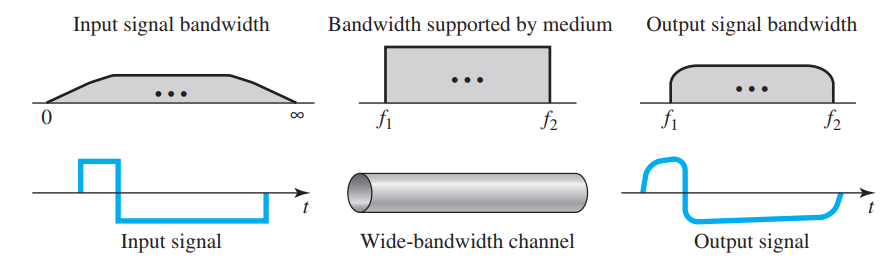 Input signal bandwidth Bandwidth supported by medium Output signal bandwidth
... ... ...
0 ∞ f1 f2 f1 f2
t t
Input signal Wide-bandwidth channel Output signal